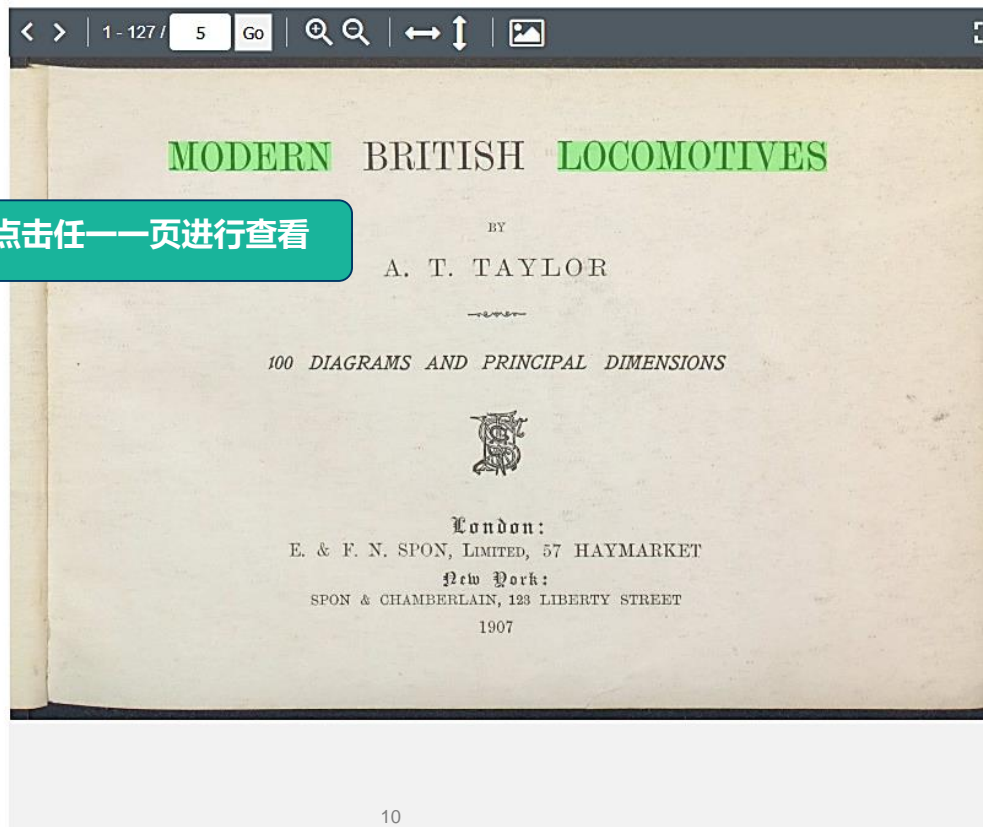 1 - 127 / 5 Go
MODERN BRITISH LOCOMOTIVES
点击任一一页进行查看
BY
A. T. TAYLOR
100 DIAGRAMS AND PRINCIPAL DIMENSIONS
London:
E. & F. N. SPON, LIMITED, 57 HAYMARKET
New York:
SPON & CHAMBERLAIN, 123 LIBERTY STREET
1907
10